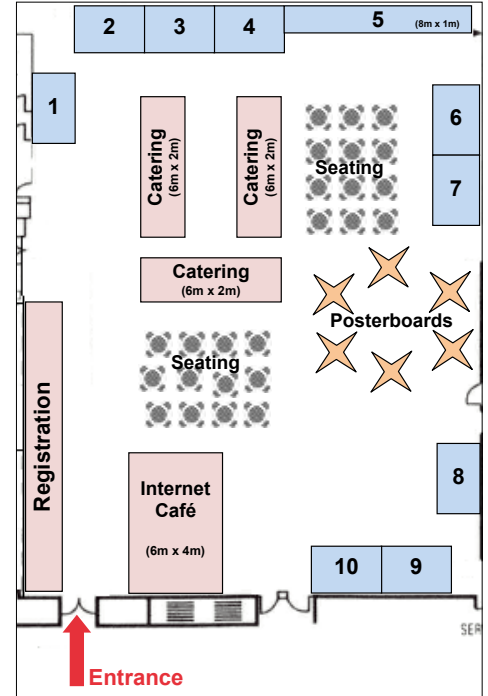 2
3
4
5 (8m x 1m)
1
6
7
Catering
(6m x 2m)
Catering
(6m x 2m)
Seating
Catering
(6m x 2m)
Posterboards
Seating
Registration
Internet
Café
(6m x 4m)
8
10
9
SER
Entrance